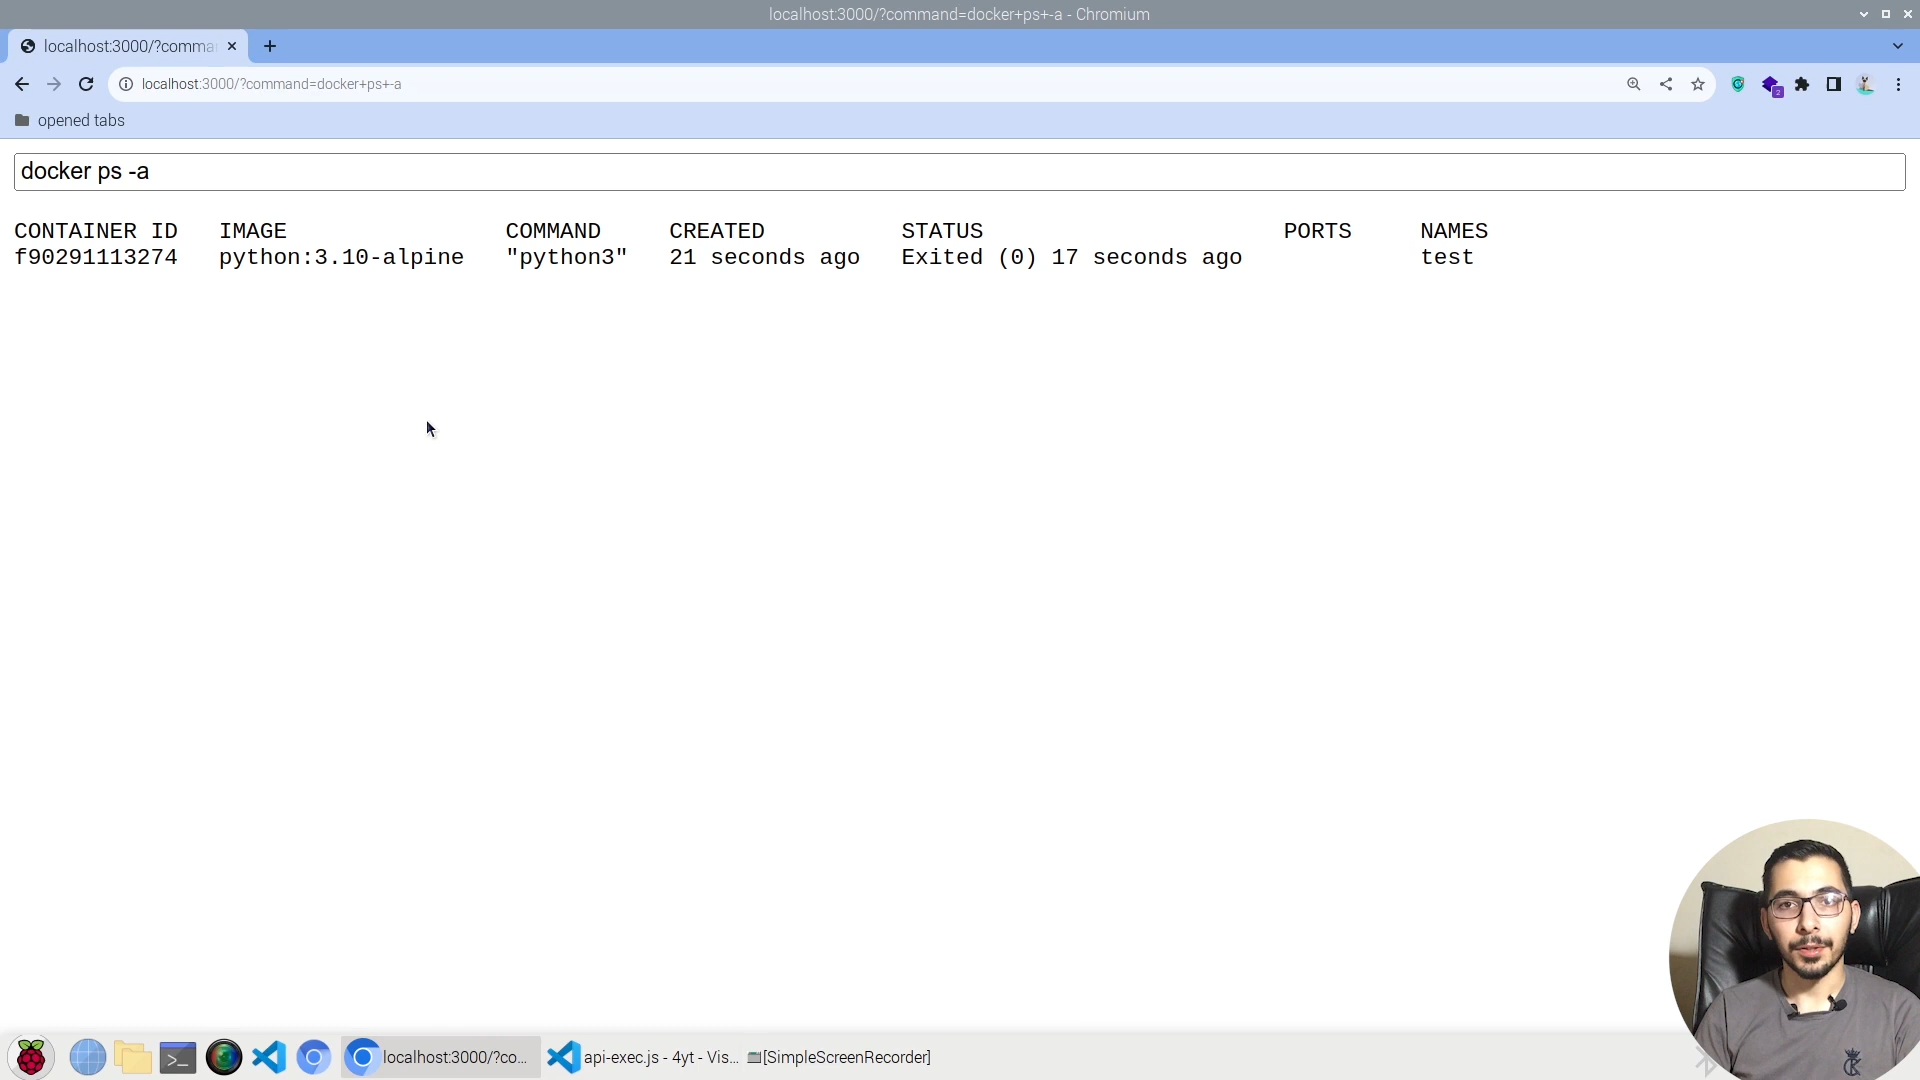 localhost:3000/?command=docker+ps+-a - Chromium
localhost:3000/?comma
localhost:3000/?command=docker+ps+-a
2
opened tabs
docker ps -a
CONTAINER ID   IMAGE                COMMAND     CREATED          STATUS                      PORTS     NAMES
f90291113274   python:3.10-alpine   "python3"   21 seconds ago   Exited (0) 17 seconds ago             test
localhost:3000/?co...
api-exec.js - 4yt - Vis...
[SimpleScreenRecorder]